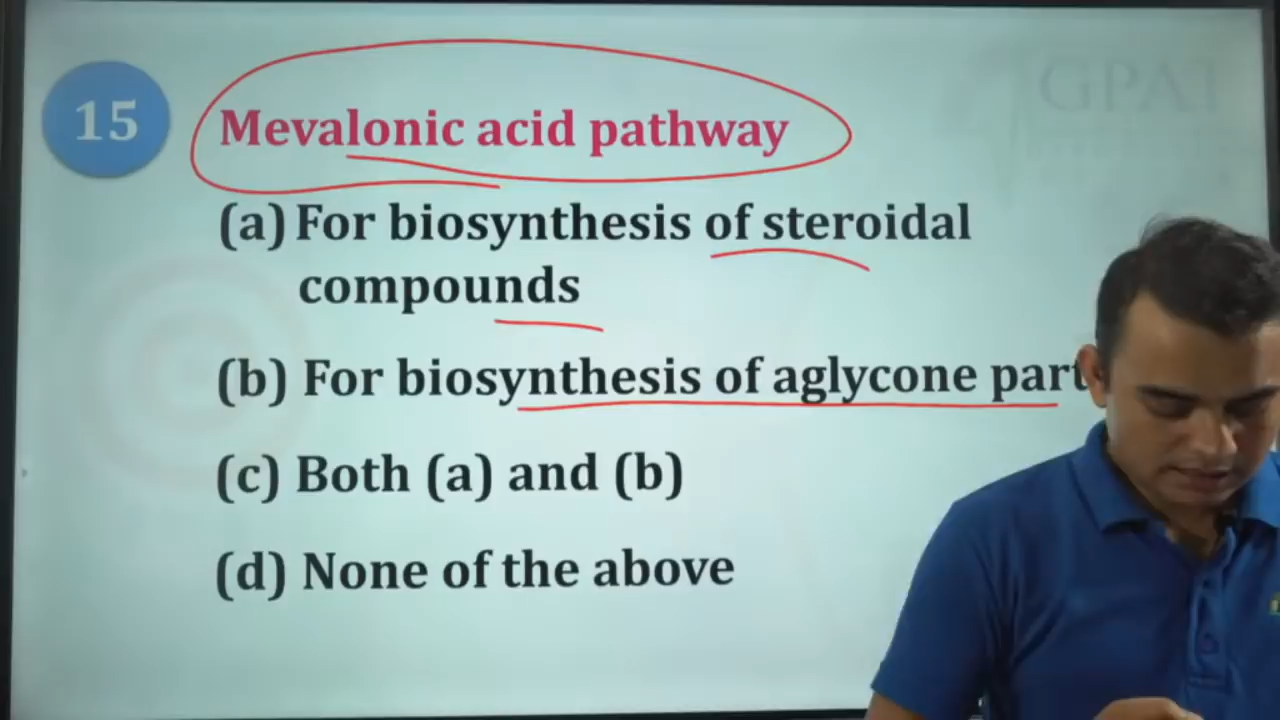 15
Mevalonic acid pathway
GPAT
(a) For biosynthesis of steroidal
compounds
(b) For biosynthesis of aglycone part
(c) Both (a) and (b)
(d) None of the above